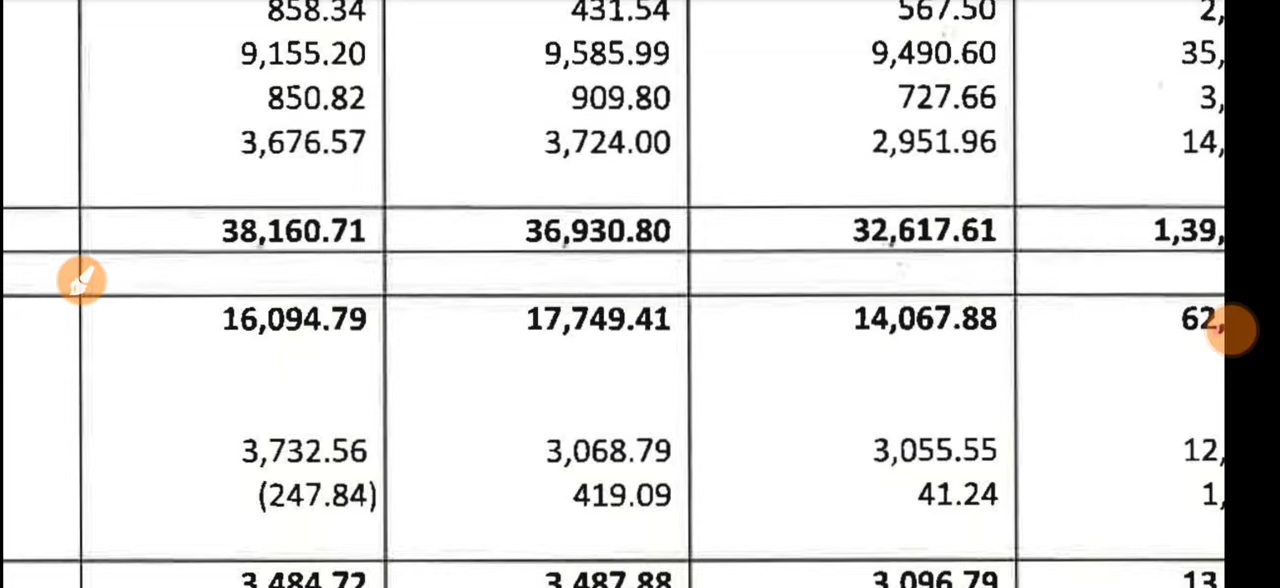 858.34 431.54 567.50 2,
9,155.20 9,585.99 9,490.60 35,
850.82 909.80 727.66 3,
3,676.57 3,724.00 2,951.96 14,
38,160.71 36,930.80 32,617.61 1,39,
16,094.79 17,749.41 14,067.88 62,
3,732.56 3,068.79 3,055.55 12,
(247.84) 419.09 41.24 1,
3,484.72 3,487.88 3,096.79 13